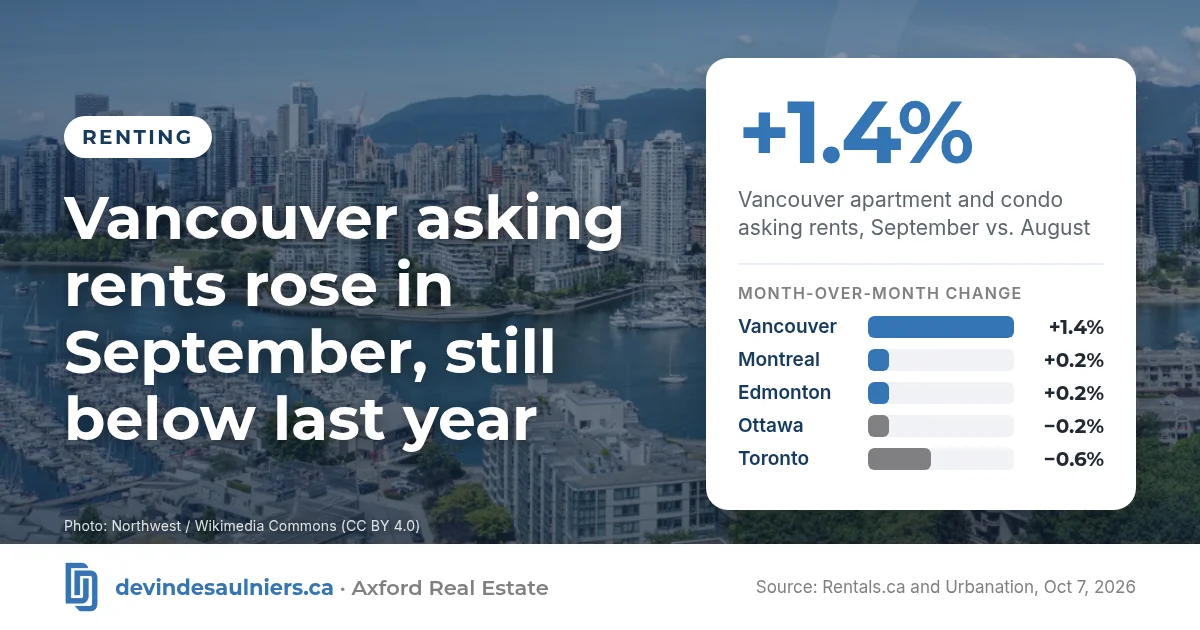 RENTING
Vancouver asking
rents rose in
September, still
below last year
Photo: Northwest / Wikimedia Commons (CC BY 4.0)
+1.4%
Vancouver apartment and condo
asking rents, September vs. August
MONTH-OVER-MONTH CHANGE
Vancouver +1.4%
Montreal +0.2%
Edmonton +0.2%
Ottawa −0.2%
Toronto −0.6%
devindesaulniers.ca · Axford Real Estate
Source: Rentals.ca and Urbanation, Oct 7, 2026